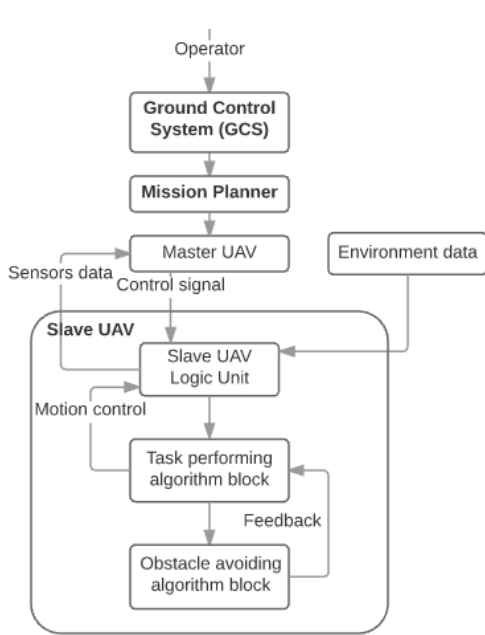 Operator
Ground Control
System (GCS)
Mission Planner
Master UAV
Environment data
Sensors data
Control signal
Slave UAV
Slave UAV
Logic Unit
Motion control
Task performing
algorithm block
Feedback
Obstacle avoiding
algorithm block